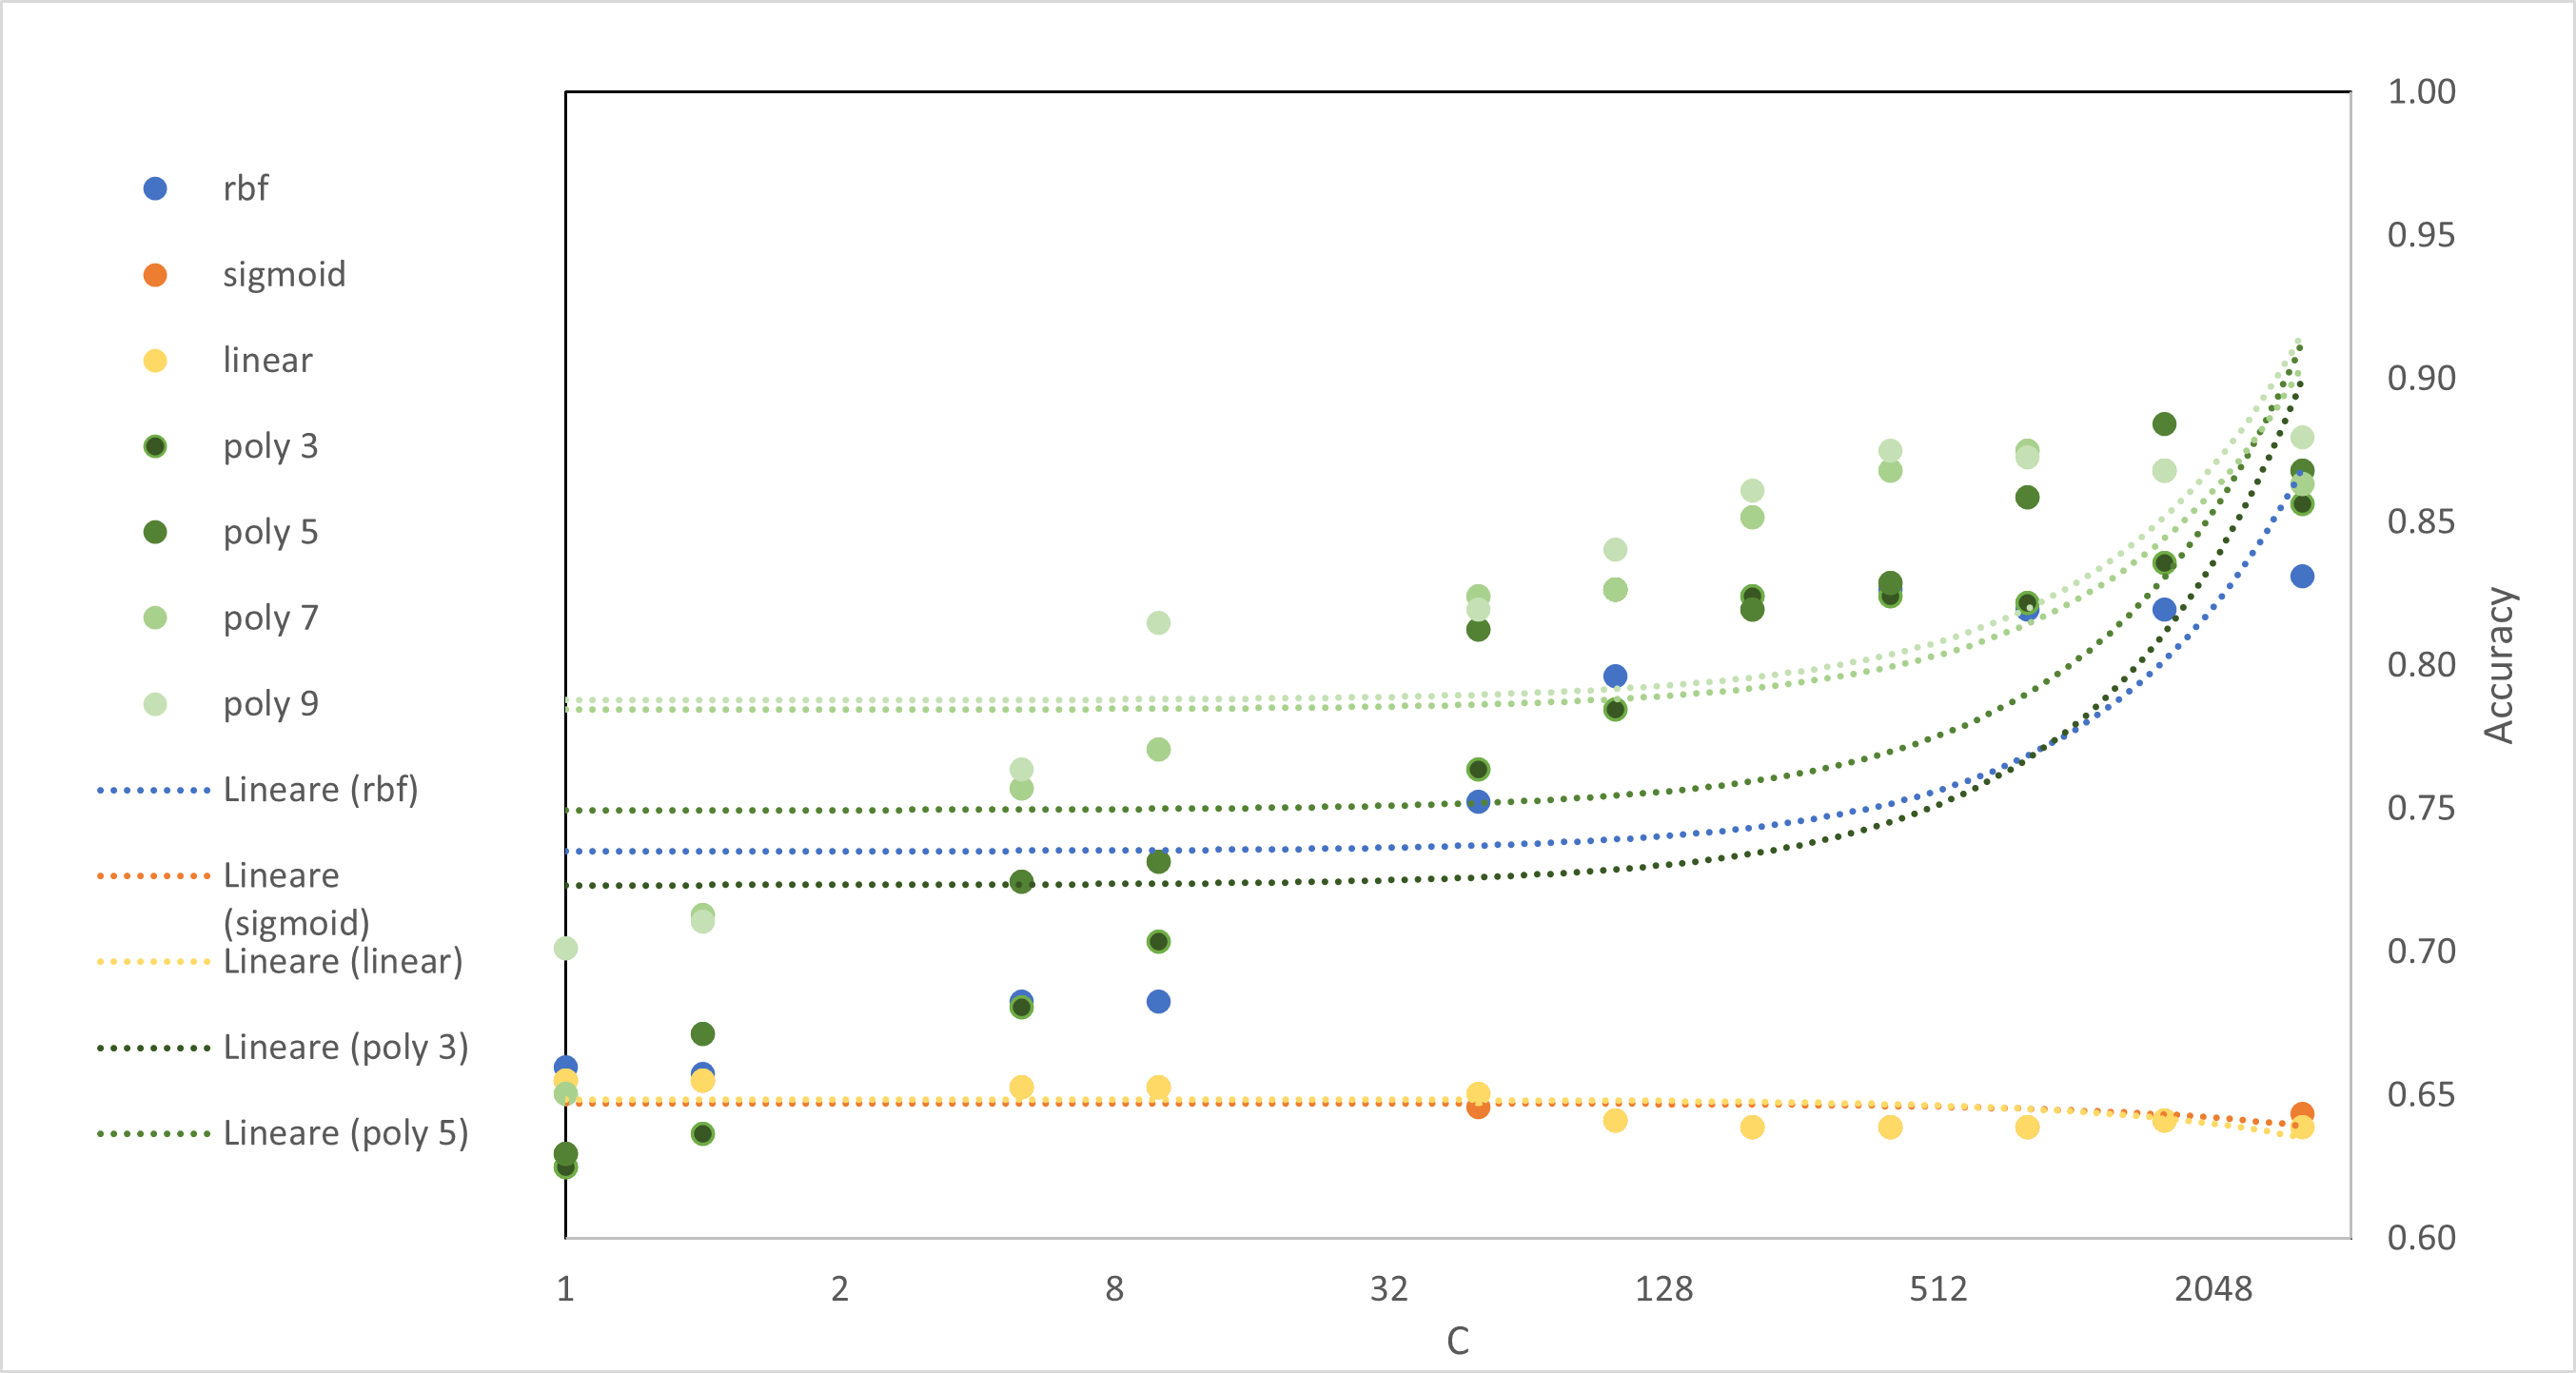 rbf
sigmoid
linear
poly 3
poly 5
poly 7
poly 9
Lineare (rbf)
Lineare
(sigmoid)
Lineare (linear)
Lineare (poly 3)
Lineare (poly 5)
1.00
0.95
0.90
0.85
0.80
0.75
0.70
0.65
0.60
Accuracy
1 2 8 32 128 512 2048
C